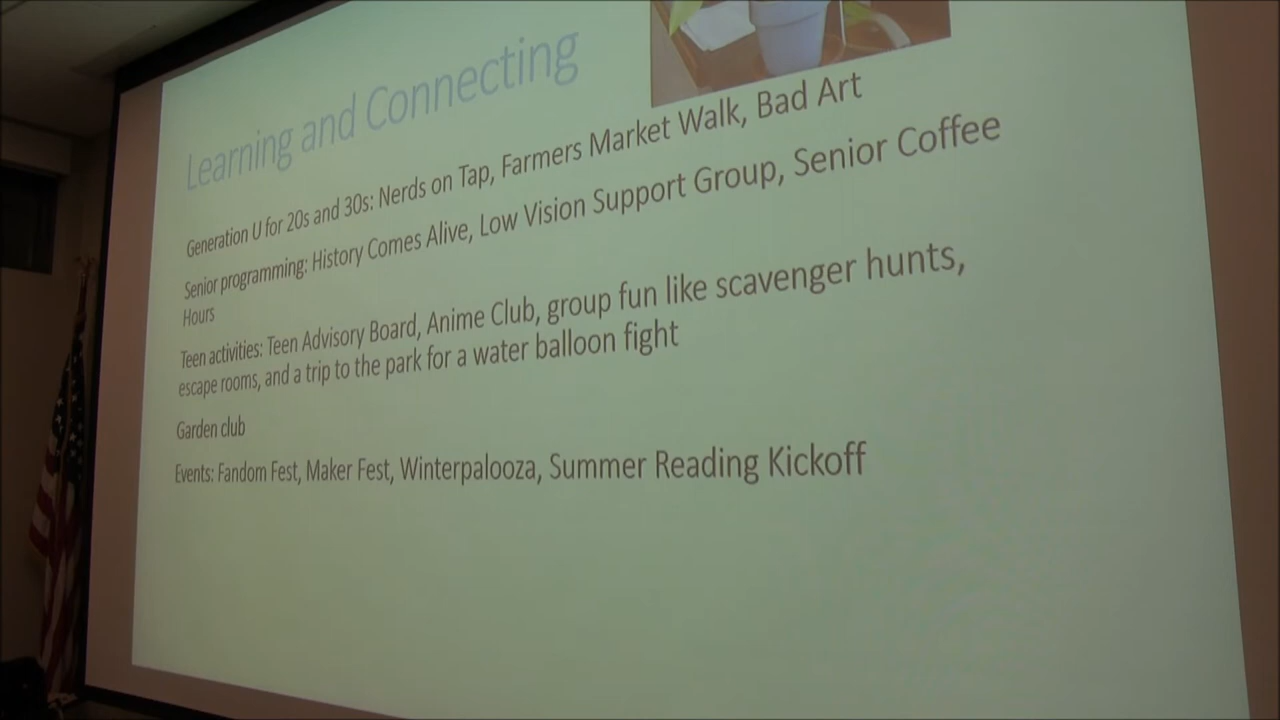 Learning and Connecting
Generation U for 20s and 30s: Nerds on Tap, Farmers Market Walk, Bad Art
Senior programming: History Comes Alive, Low Vision Support Group, Senior Coffee
Hours
Teen activities: Teen Advisory Board, Anime Club, group fun like scavenger hunts,
escape rooms, and a trip to the park for a water balloon fight
Garden club
Events: Fandom Fest, Maker Fest, Winterpalooza, Summer Reading Kickoff